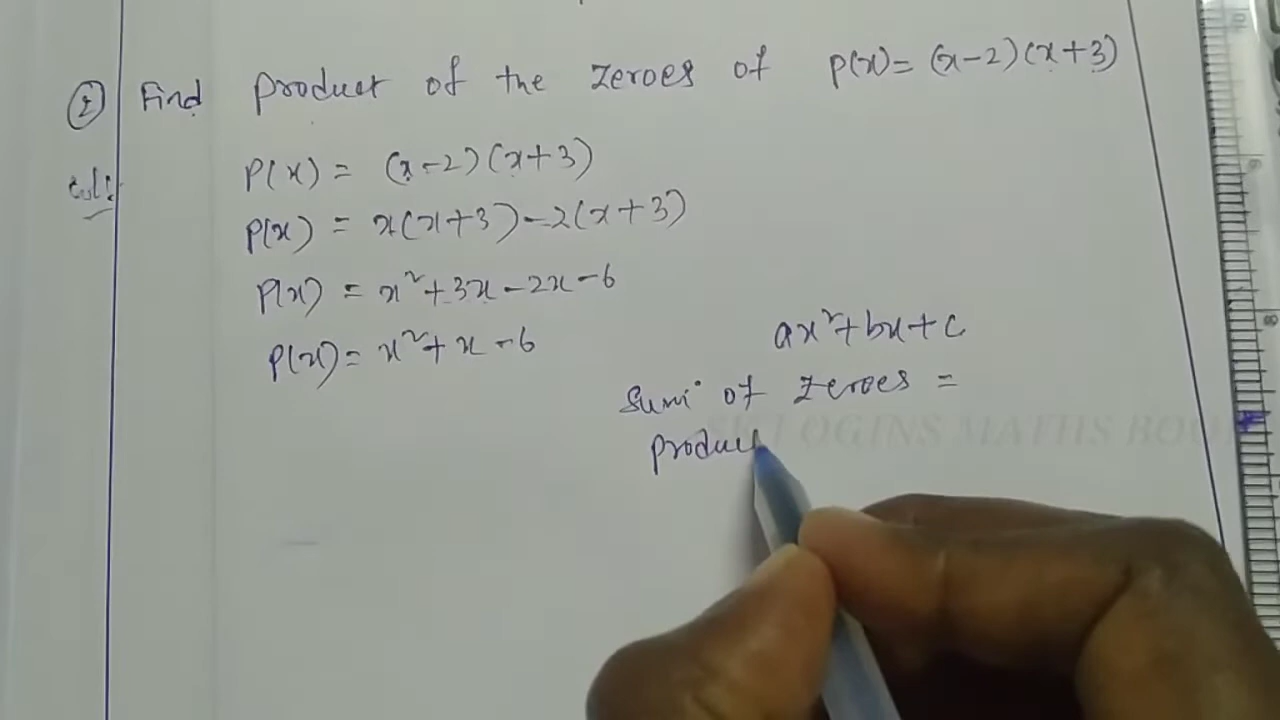 ② Find product of the zeroes of p(x) = (x-2)(x+3)
Sol:
P(x) = (x-2)(x+3)
P(x) = x(x+3)-2(x+3)
P(x) = x²+3x-2x-6
P(x) = x²+x-6
ax²+bx+c
Sum of zeroes =
produc